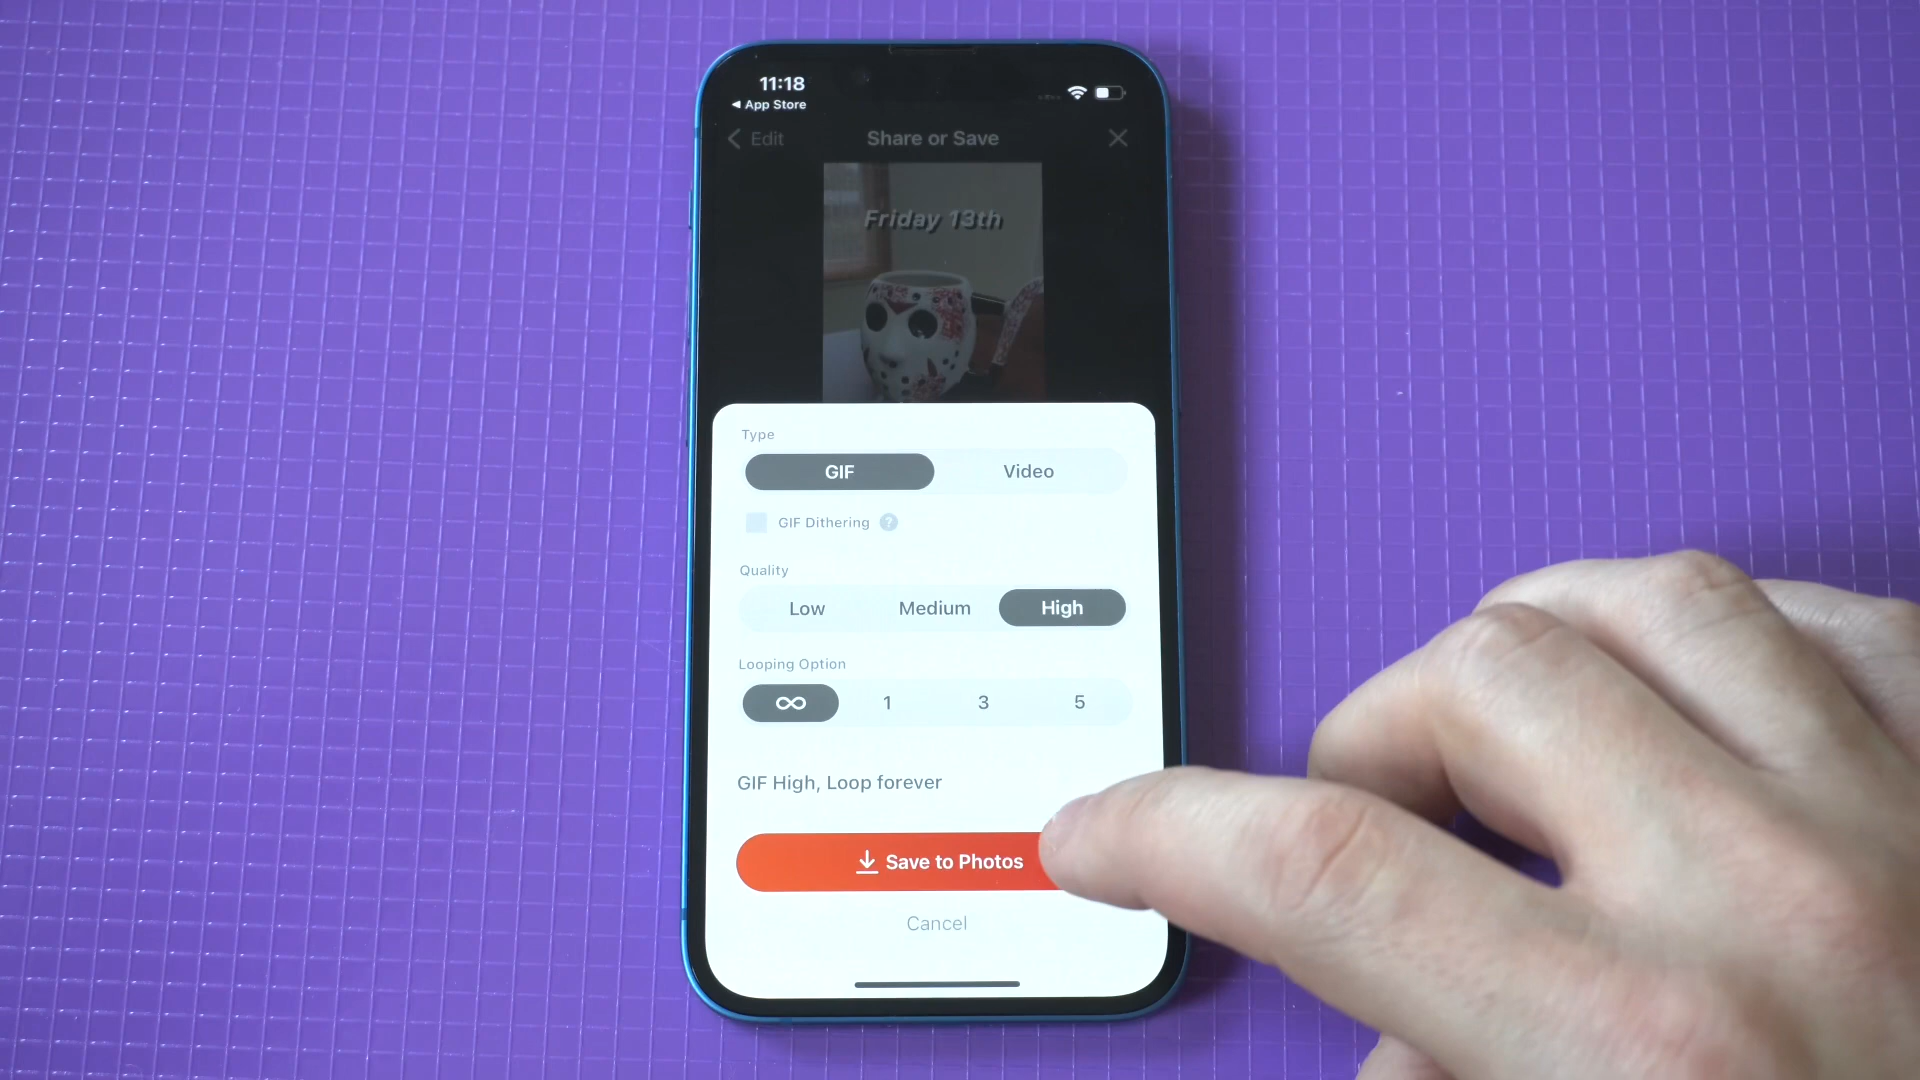 11:18
◀ App Store
Edit
Share or Save
Friday 13th
Type
GIF
Video
GIF Dithering ?
Quality
Low
Medium
High
Looping Option
∞
1
3
5
GIF High, Loop forever
Save to Photos
Cancel